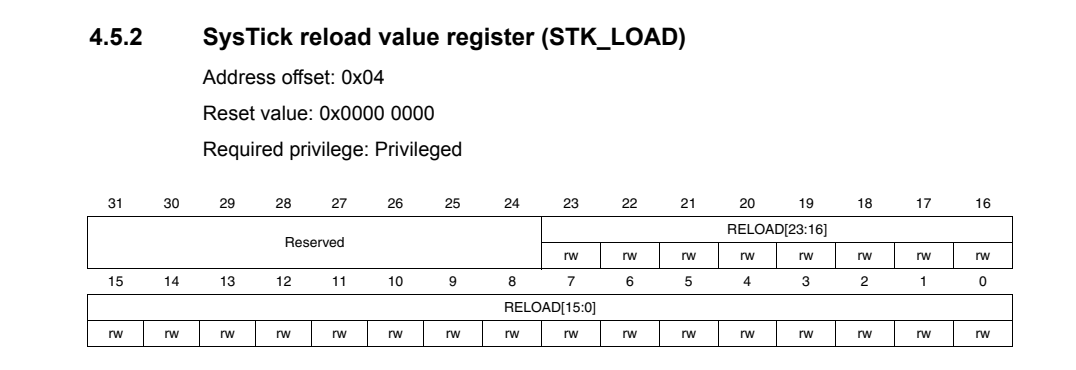 4.5.2 SysTick reload value register (STK_LOAD)
Address offset: 0x04
Reset value: 0x0000 0000
Required privilege: Privileged
31 30 29 28 27 26 25 24 23 22 21 20 19 18 17 16
Reserved RELOAD[23:16]
rw rw rw rw rw rw rw rw
15 14 13 12 11 10 9 8 7 6 5 4 3 2 1 0
RELOAD[15:0]
rw rw rw rw rw rw rw rw rw rw rw rw rw rw rw rw